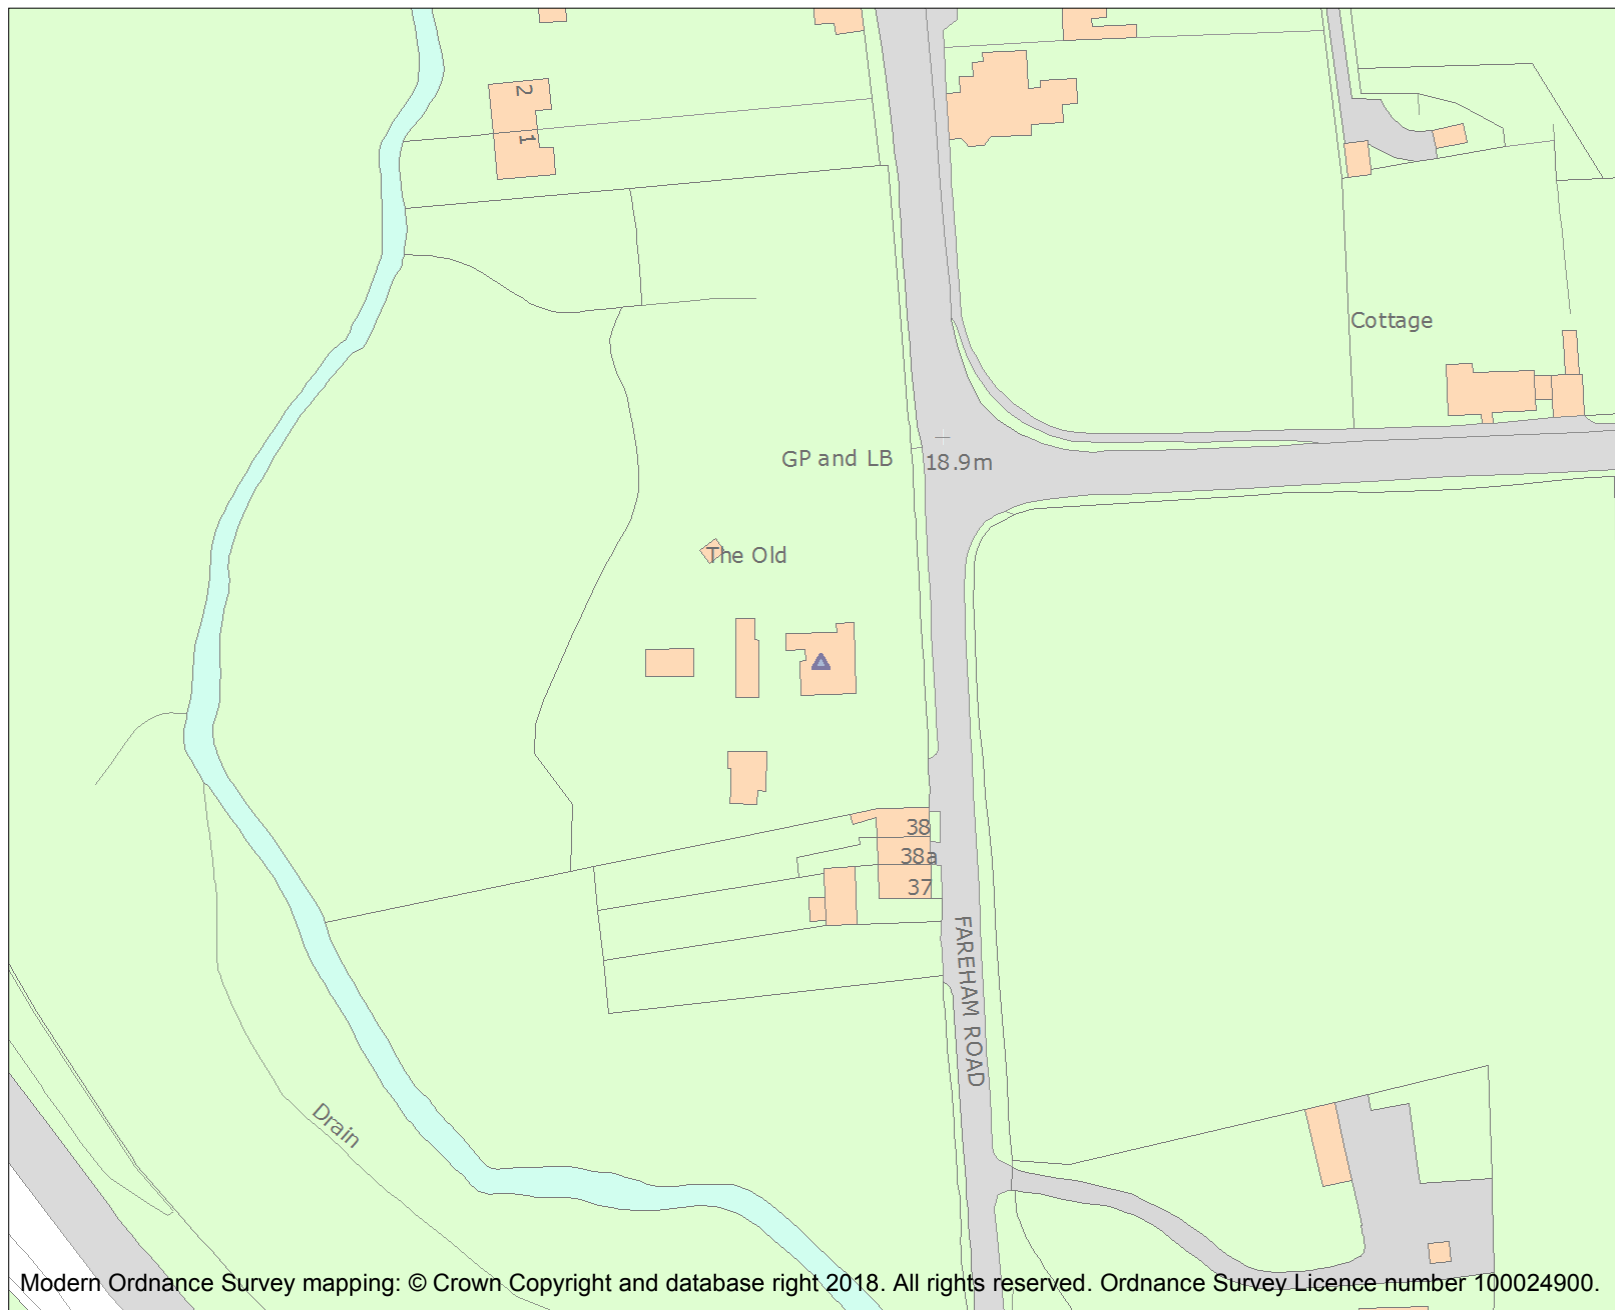 2
1
Cottage
GP and LB
18.9m
The Old
38
38a
37
FAREHAM ROAD
Drain
Modern Ordnance Survey mapping: © Crown Copyright and database right 2018. All rights reserved. Ordnance Survey Licence number 100024900.